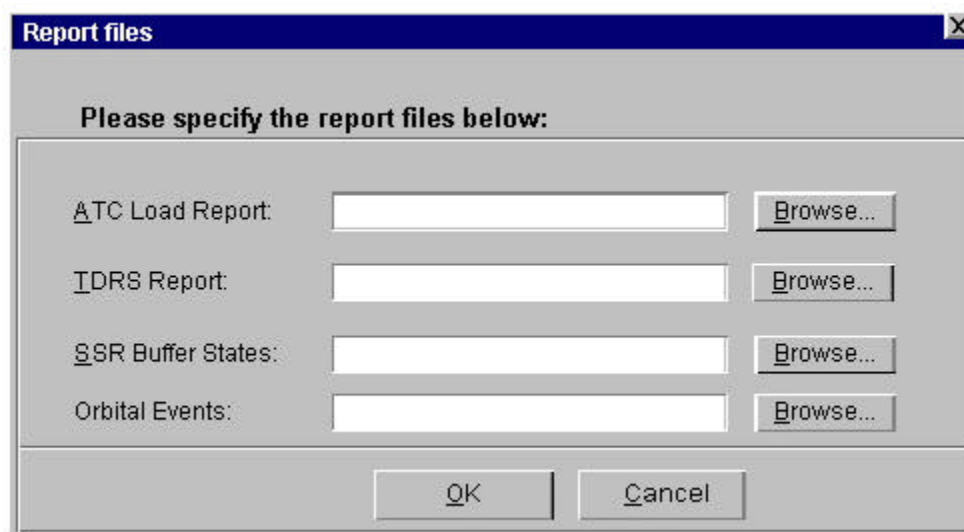 Report files
Please specify the report files below:
ATC Load Report: Browse...
TDRS Report: Browse...
SSR Buffer States: Browse...
Orbital Events: Browse...
OK Cancel